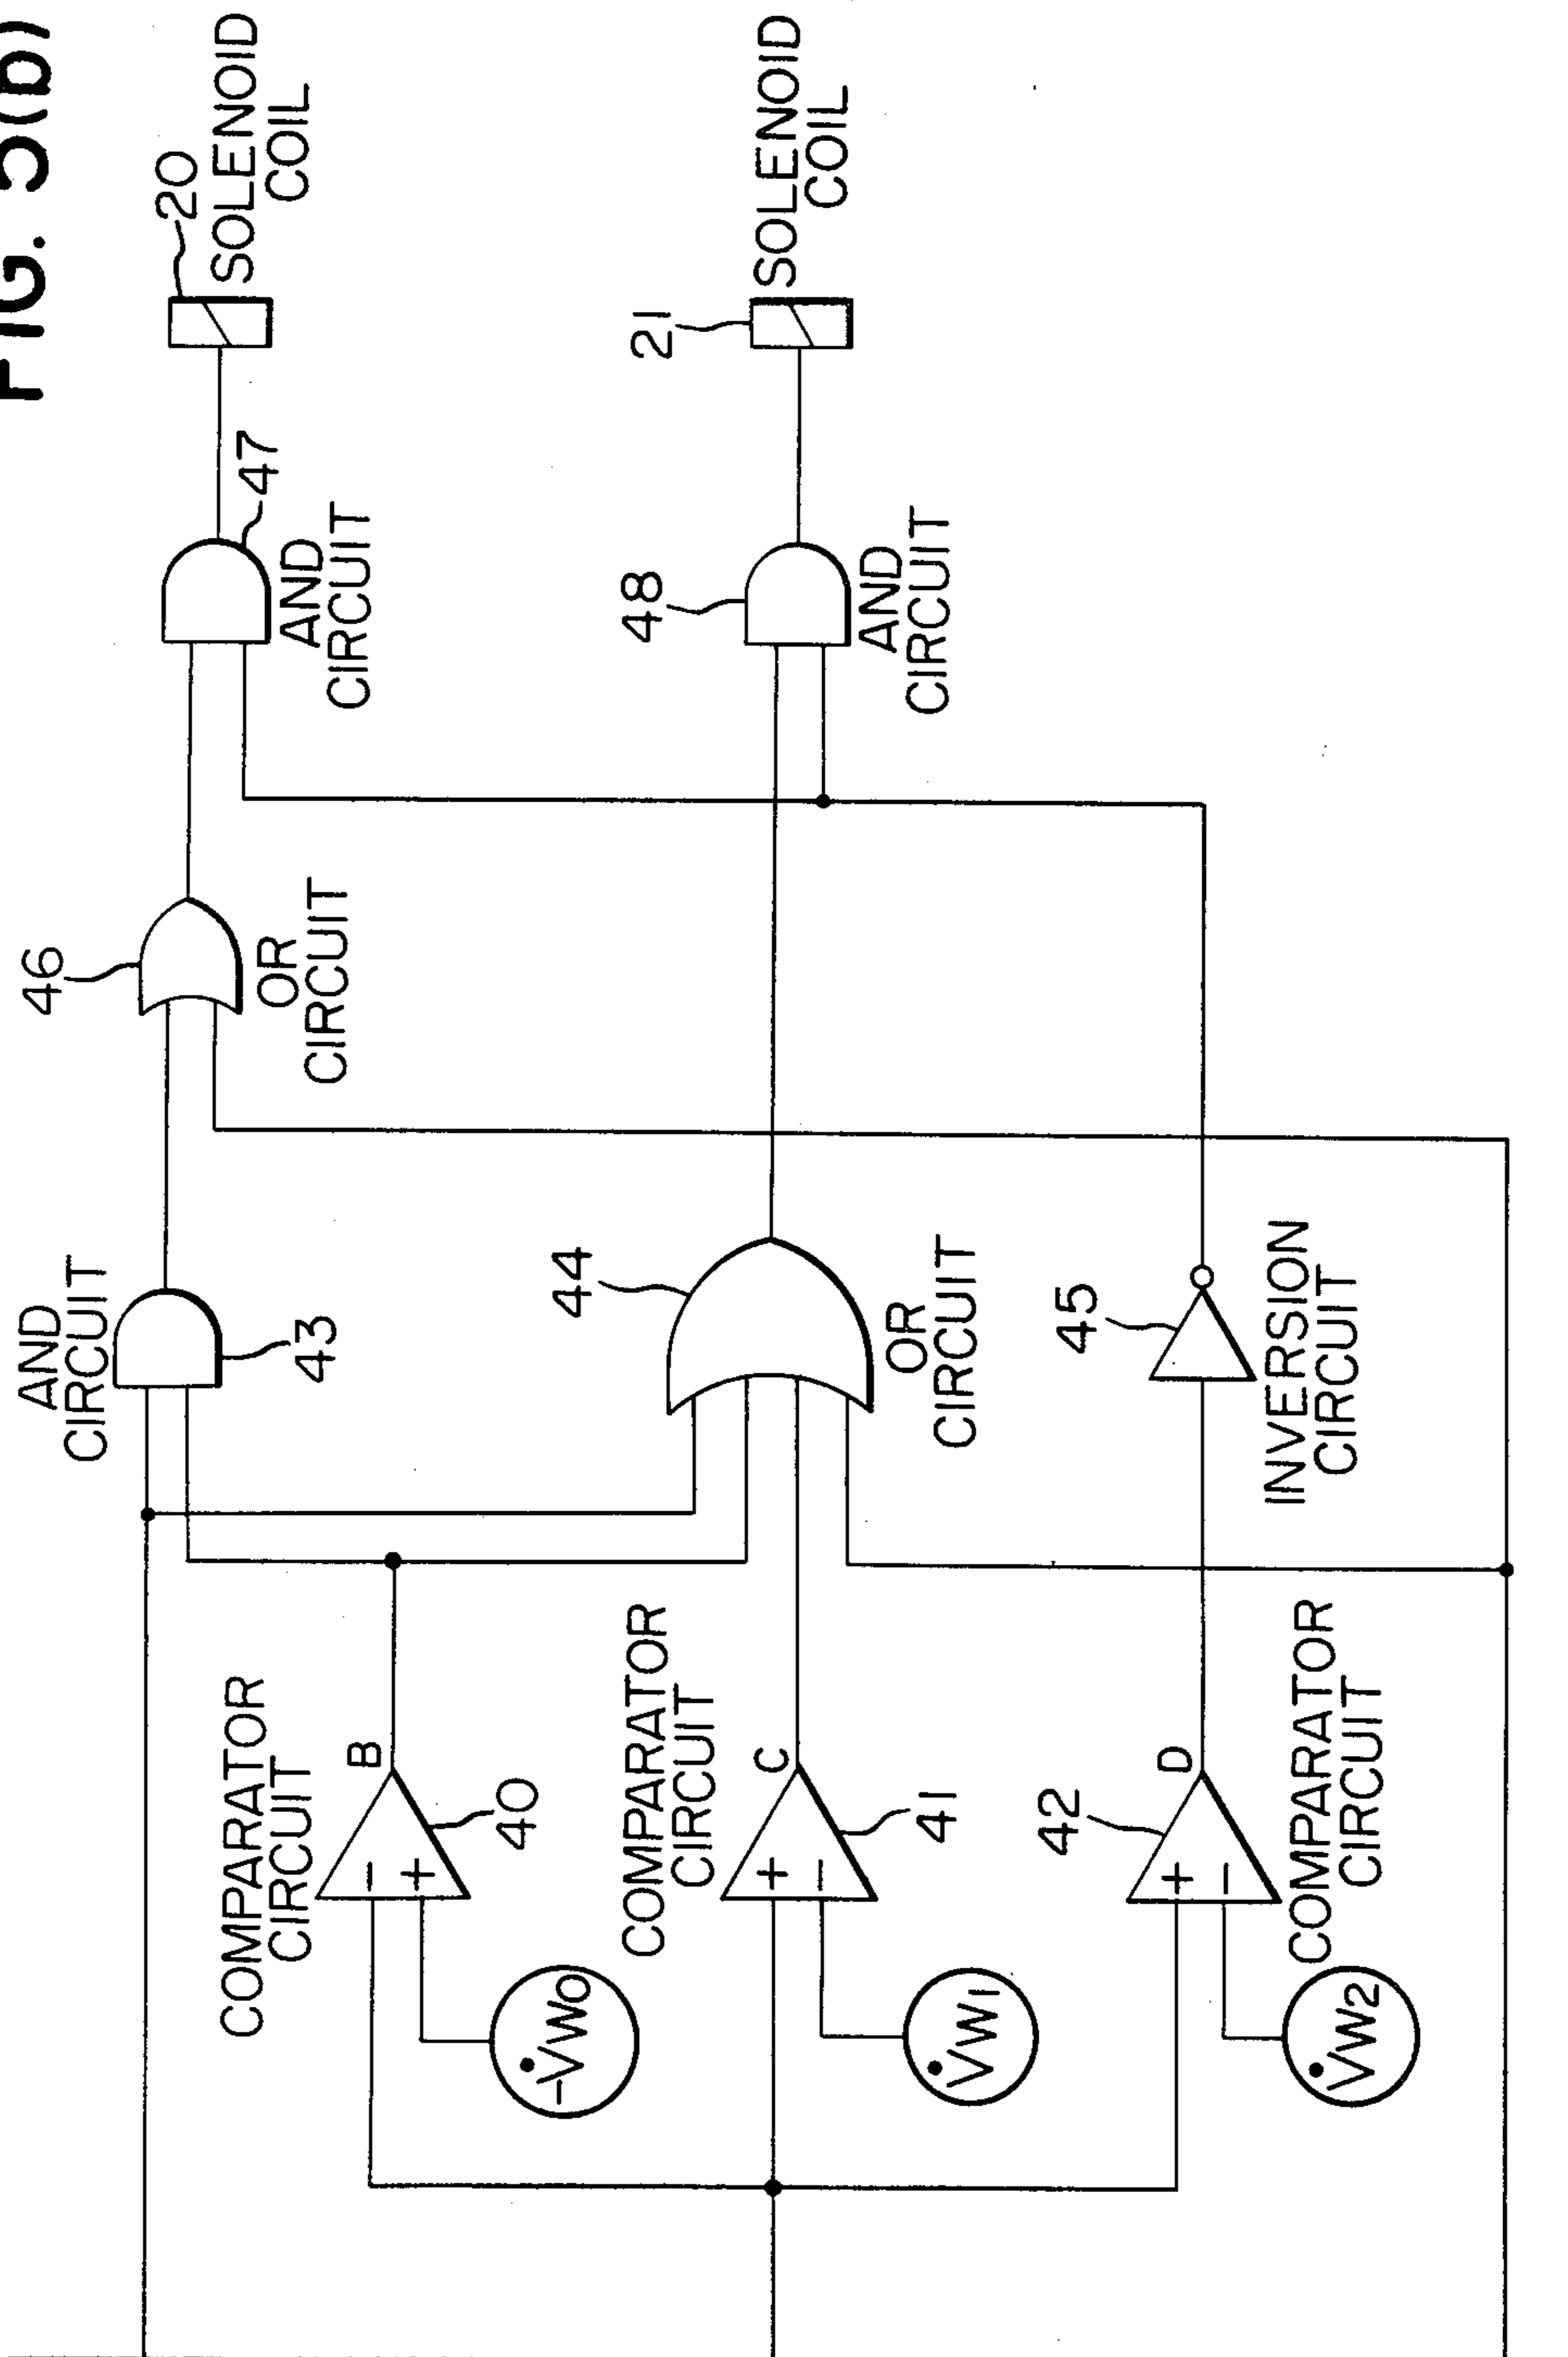 FIG. 5(b)
AND
CIRCUIT
43
46
OR
CIRCUIT
47
AND
CIRCUIT
20
SOLENOID
COIL
COMPARATOR
CIRCUIT
B
-
+
40
-V̇W0
COMPARATOR
CIRCUIT
C
+
-
41
V̇W1
44
OR
CIRCUIT
48
AND
CIRCUIT
21
SOLENOID
COIL
42
D
+
-
COMPARATOR
CIRCUIT
V̇W2
45
INVERSION
CIRCUIT